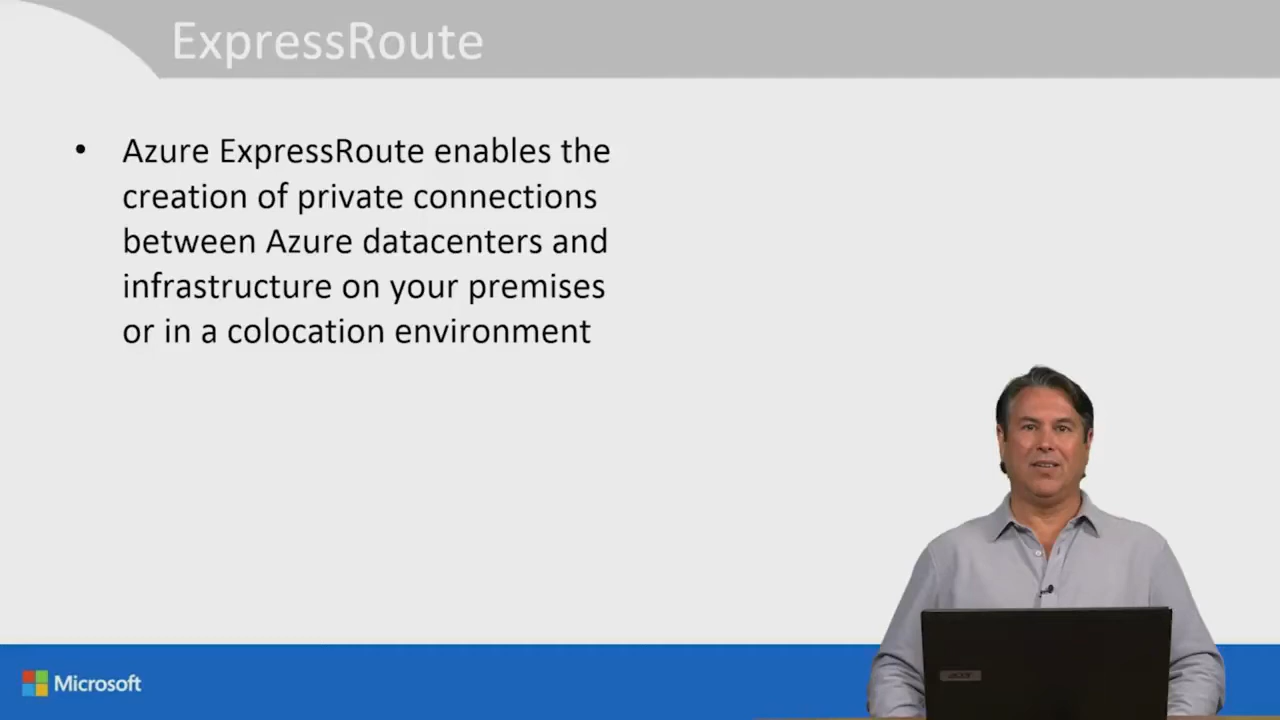 ExpressRoute
• Azure ExpressRoute enables the
creation of private connections
between Azure datacenters and
infrastructure on your premises
or in a colocation environment
Microsoft
acer